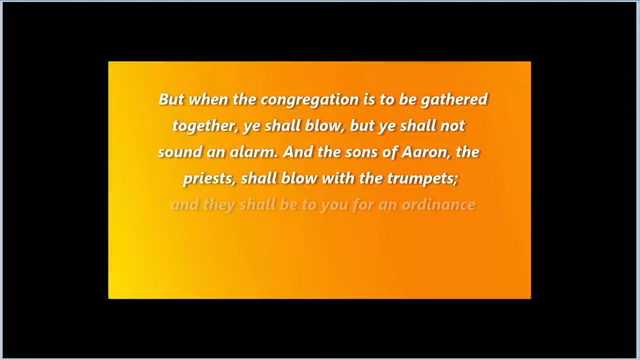 But when the congregation is to be gathered
together, ye shall blow, but ye shall not
sound an alarm. And the sons of Aaron, the
priests, shall blow with the trumpets;
and they shall be to you for an ordinance